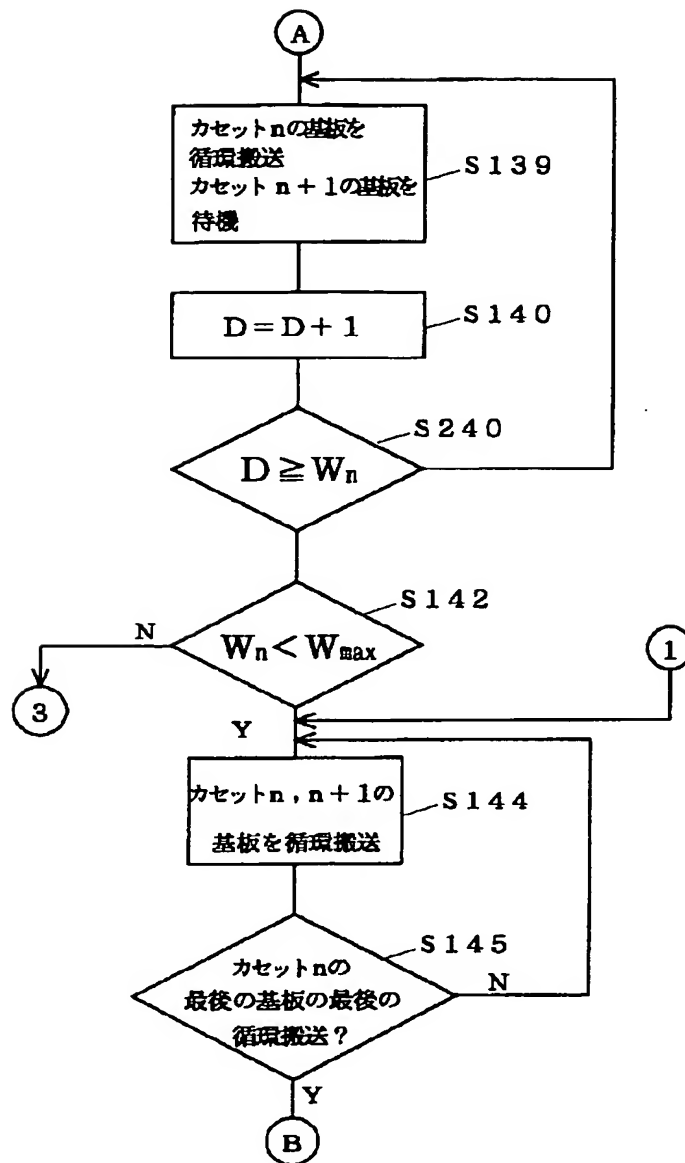 A
カセットnの基板を
循環搬送
カセット n+1の基板を
待機
S139
D=D+1
S140
S240
D≧Wn
S142
N
Wn<Wmax
1
3
Y
カセットn,n+1の
基板を循環搬送
S144
S145
カセットnの
最後の基板の最後の
循環搬送?
N
Y
B